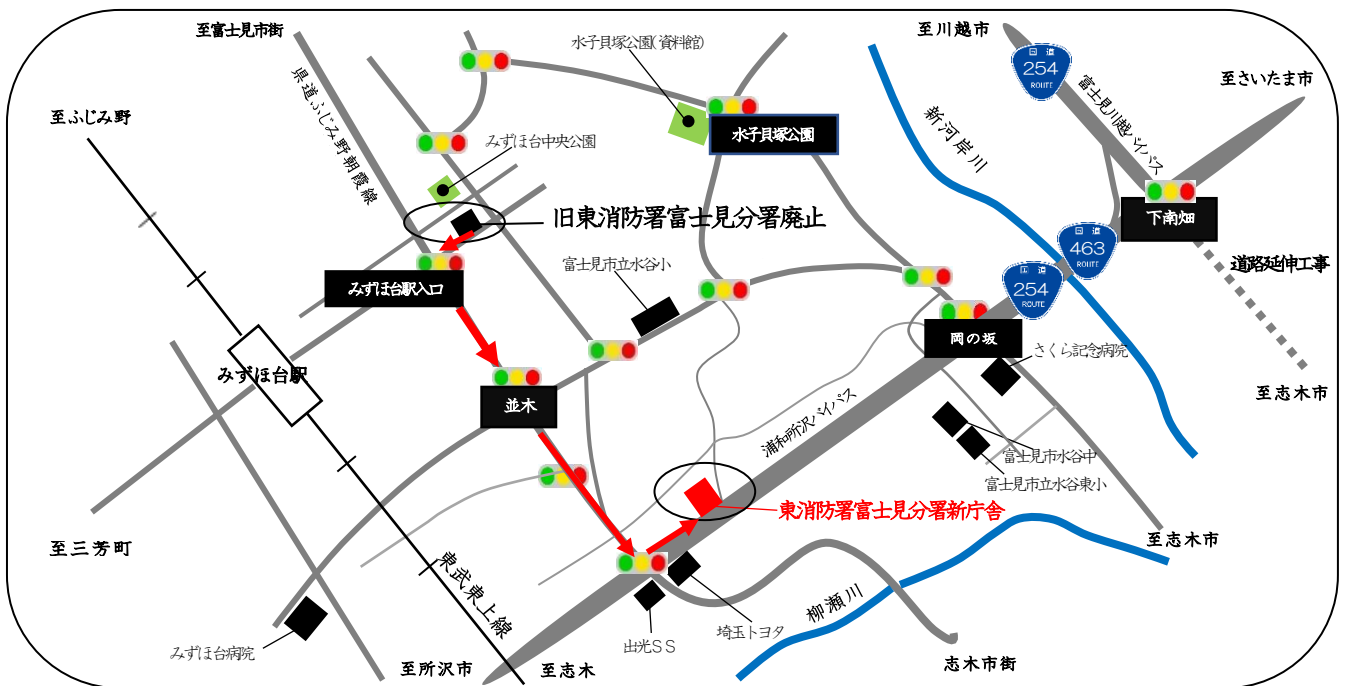 至富士見市街
水子貝塚公園(資料館)
至川越市
国道
254
ROUTE
至さいたま市
県道ふじみ野朝霞線
富士見川越バイパス
至ふじみ野
みずほ台中央公園
水子貝塚公園
新河岸川
旧東消防署富士見分署廃止
下南畑
国道
463
ROUTE
富士市立水谷小
道路延伸工事
みずほ台駅入口
国道
254
ROUTE
岡の坂
さくら記念病院
みずほ台駅
至志木市
並木
浦和所沢バイパス
富士見市水谷中
富士見市立水谷東小
東消防署富士見分署新庁舎
至三芳町
至志木市
東武東上線
柳瀬川
みずほ台病院
出光ＳＳ
埼玉トヨタ
至所沢市
至志木
志木市街